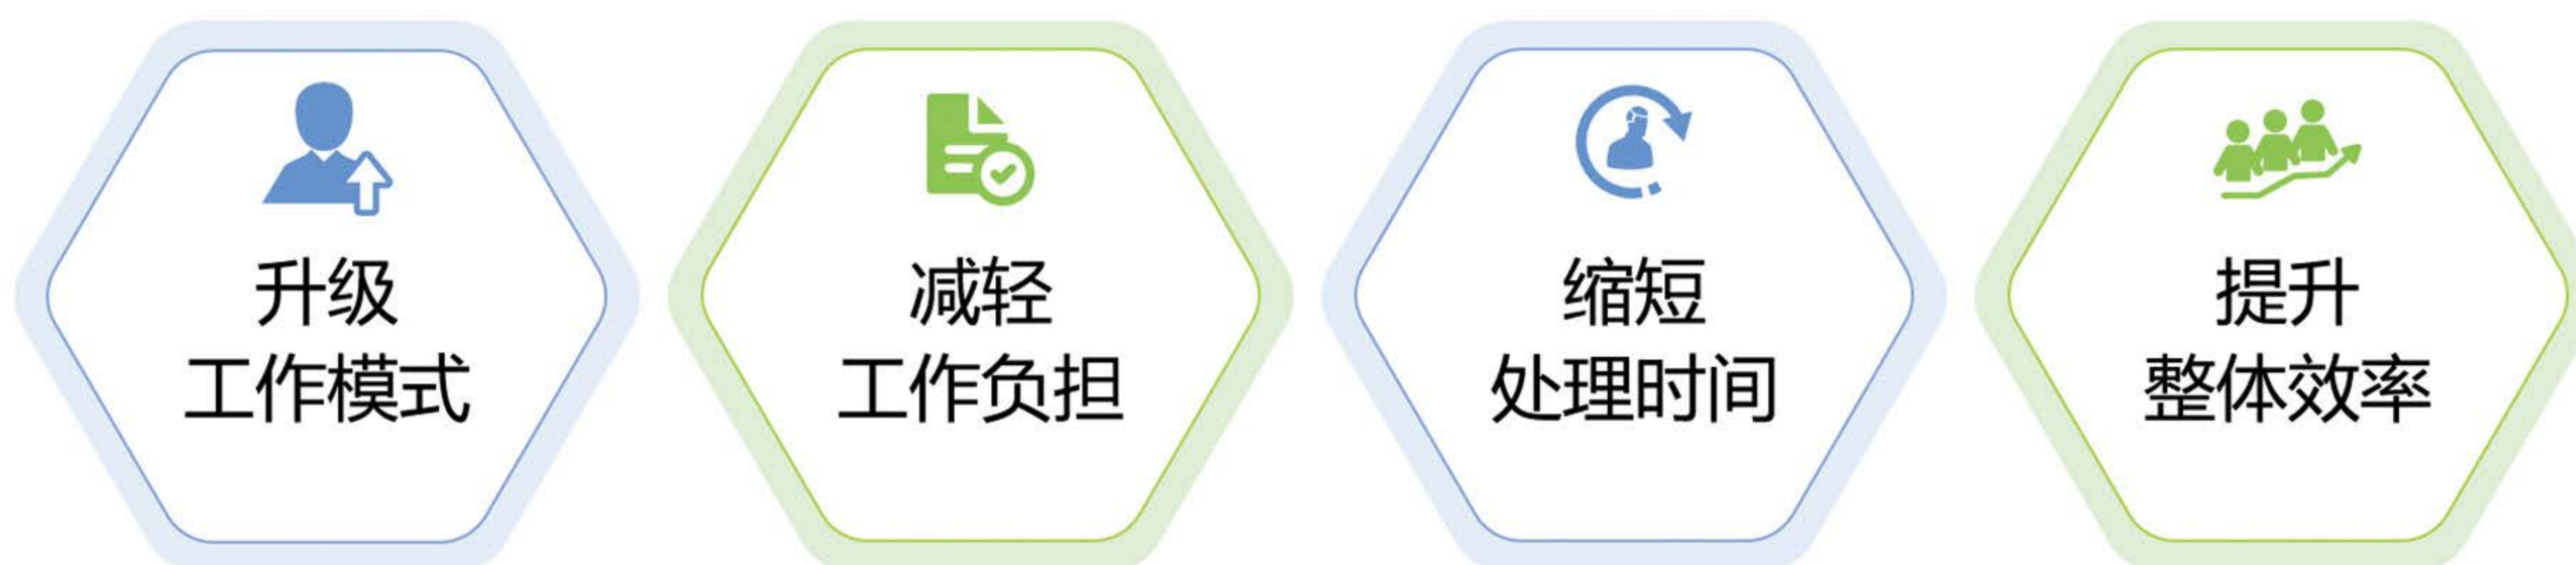 升级
工作模式
减轻
工作负担
缩短
处理时间
提升
整体效率